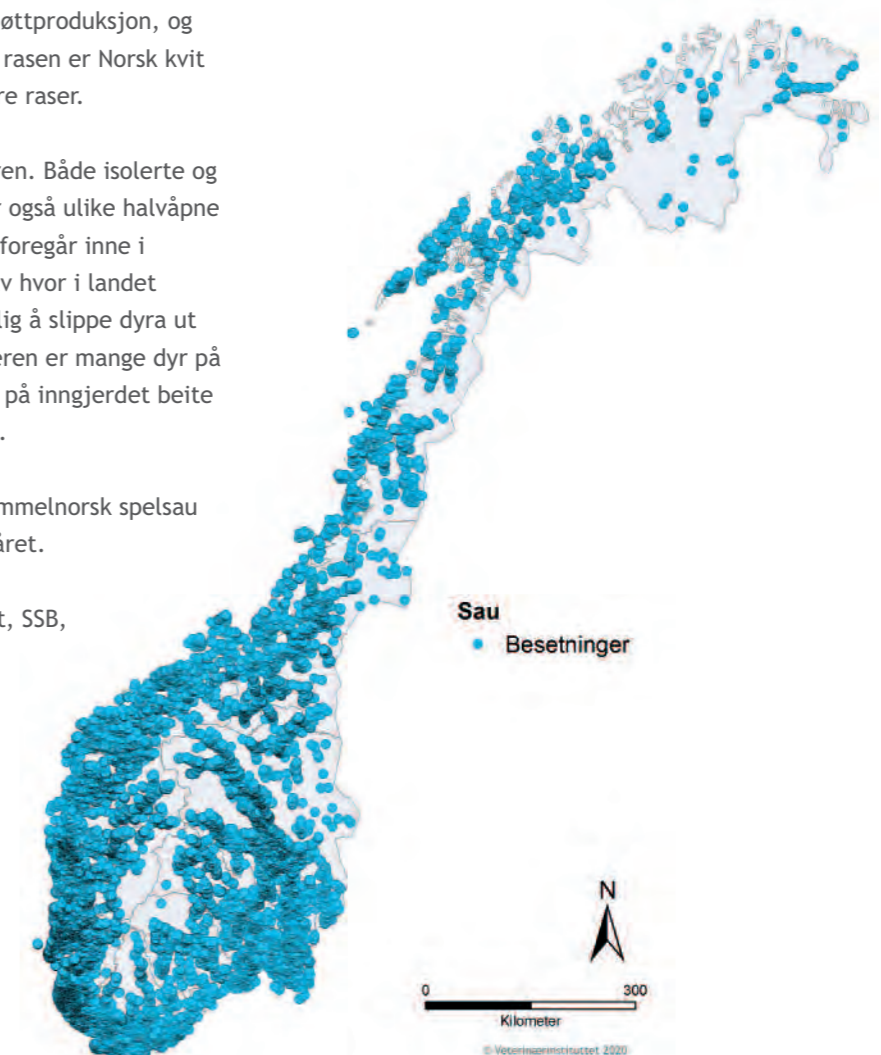 øttproduksjon, og
rasen er Norsk kvit
re raser.
en. Både isolerte og
også ulike halvåpne
foregår inne i
v hvor i landet
lig å slippe dyra ut
eren er mange dyr på
på inngjerdet beite
.
mmelnorsk spelsau
året.
t, SSB,
Sau
Besetninger
N
0 300
Kilometer
© Veterinærinstituttet 2020